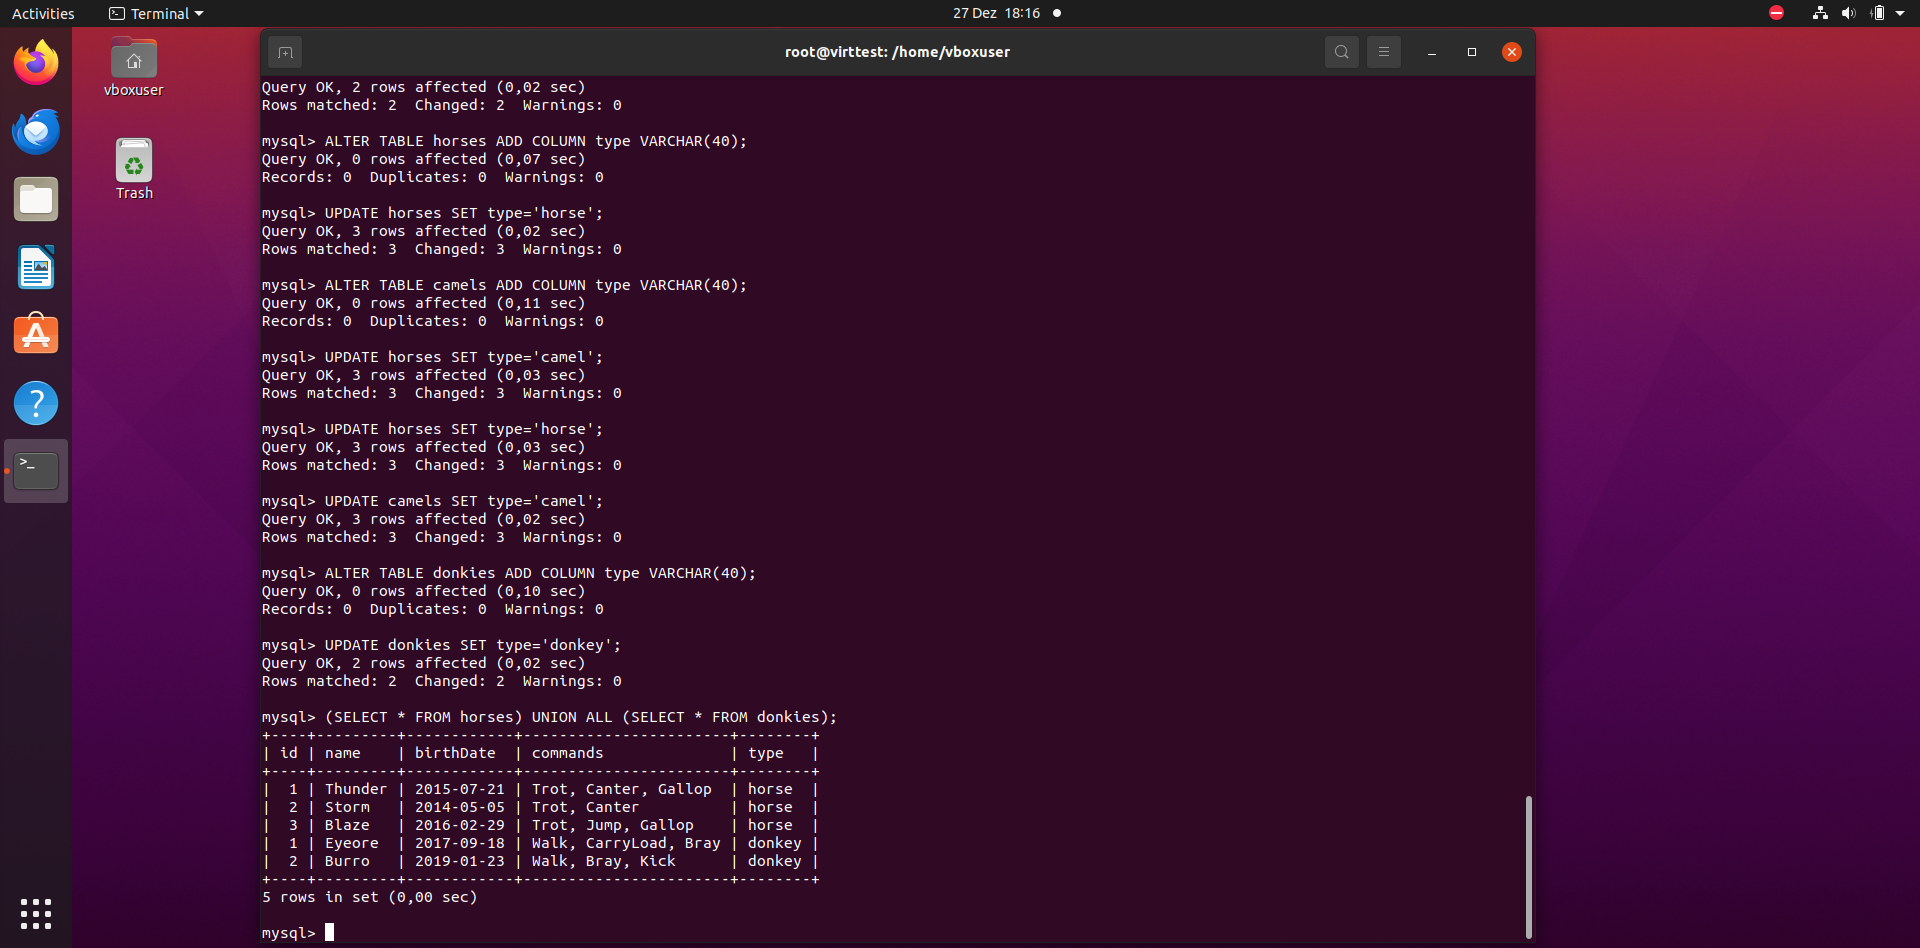 Activities
Terminal
27 Dez 18:16
vboxuser
Trash
root@virttest: /home/vboxuser
Query OK, 2 rows affected (0,02 sec)
Rows matched: 2  Changed: 2  Warnings: 0
mysql> ALTER TABLE horses ADD COLUMN type VARCHAR(40);
Query OK, 0 rows affected (0,07 sec)
Records: 0  Duplicates: 0  Warnings: 0
mysql> UPDATE horses SET type='horse';
Query OK, 3 rows affected (0,02 sec)
Rows matched: 3  Changed: 3  Warnings: 0
mysql> ALTER TABLE camels ADD COLUMN type VARCHAR(40);
Query OK, 0 rows affected (0,11 sec)
Records: 0  Duplicates: 0  Warnings: 0
mysql> UPDATE horses SET type='camel';
Query OK, 3 rows affected (0,03 sec)
Rows matched: 3  Changed: 3  Warnings: 0
mysql> UPDATE horses SET type='horse';
Query OK, 3 rows affected (0,03 sec)
Rows matched: 3  Changed: 3  Warnings: 0
mysql> UPDATE camels SET type='camel';
Query OK, 3 rows affected (0,02 sec)
Rows matched: 3  Changed: 3  Warnings: 0
mysql> ALTER TABLE donkies ADD COLUMN type VARCHAR(40);
Query OK, 0 rows affected (0,10 sec)
Records: 0  Duplicates: 0  Warnings: 0
mysql> UPDATE donkies SET type='donkey';
Query OK, 2 rows affected (0,02 sec)
Rows matched: 2  Changed: 2  Warnings: 0
mysql> (SELECT * FROM horses) UNION ALL (SELECT * FROM donkies);
+----+---------+------------+-----------------------+--------+
| id | name    | birthDate  | commands              | type   |
+----+---------+------------+-----------------------+--------+
|  1 | Thunder | 2015-07-21 | Trot, Canter, Gallop  | horse  |
|  2 | Storm   | 2014-05-05 | Trot, Canter          | horse  |
|  3 | Blaze   | 2016-02-29 | Trot, Jump, Gallop    | horse  |
|  1 | Eyeore  | 2017-09-18 | Walk, CarryLoad, Bray | donkey |
|  2 | Burro   | 2019-01-23 | Walk, Bray, Kick      | donkey |
+----+---------+------------+-----------------------+--------+
5 rows in set (0,00 sec)
mysql>